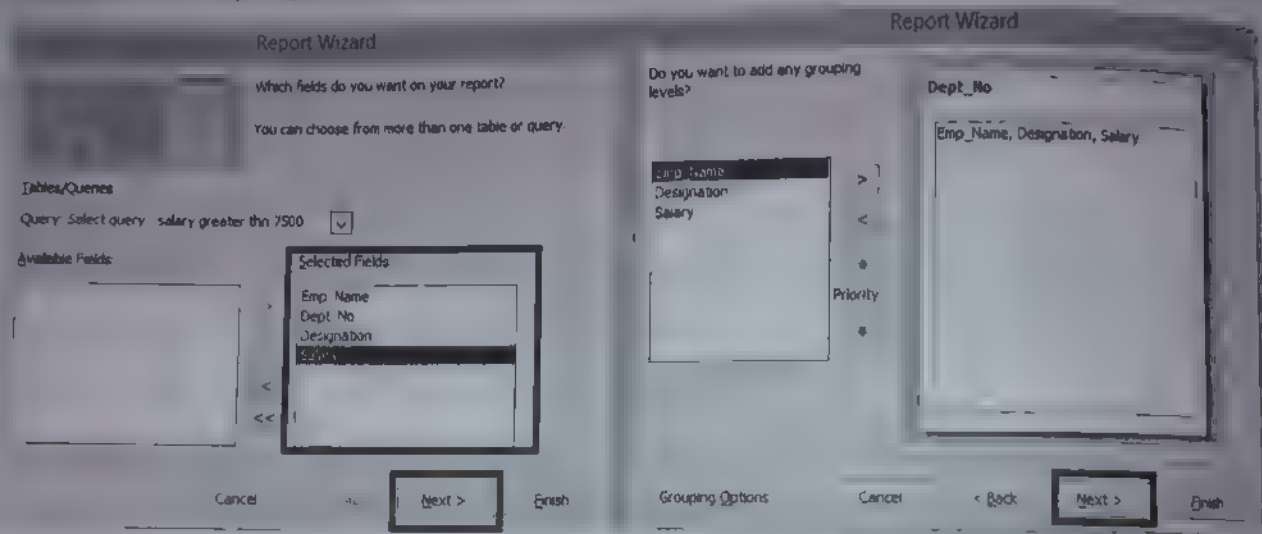 Report Wizard
Which fields do you want on your report?
You can choose from more than one table or query.
Tables/Queries
Query: Select query salary greater thn 7500
Available Fields
Selected Fields
Emp_Name
Dept_No
Designation
Salary
>
<
<<
Cancel
Next >
Finish
Report Wizard
Do you want to add any grouping
levels?
Emp_Name
Designation
Salary
>
<
Priority
Dept_No
Emp_Name, Designation, Salary
Grouping Options
Cancel
< Back
Next >
Finish